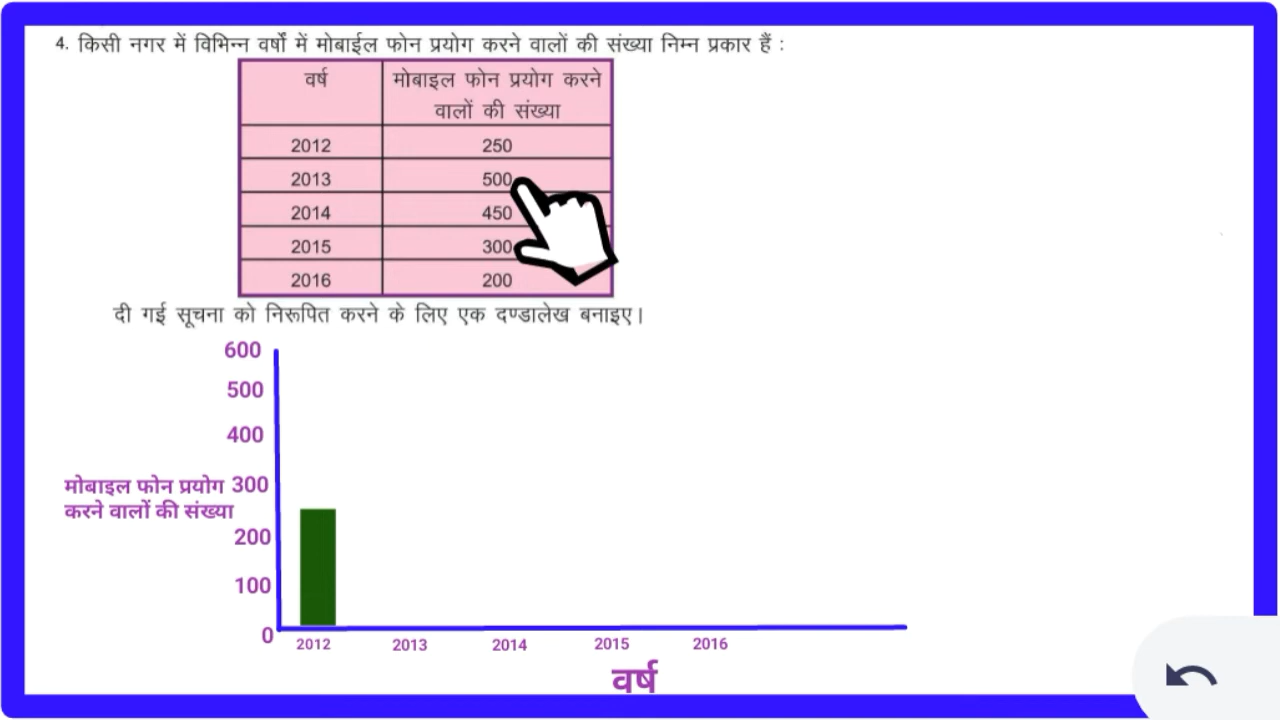 4. किसी नगर में विभिन्न वर्षों में मोबाईल फोन प्रयोग करने वालों की संख्या निम्न प्रकार हैं :
वर्ष मोबाइल फोन प्रयोग करने
वालों की संख्या
2012 250
2013 500
2014 450
2015 300
2016 200
दी गई सूचना को निरूपित करने के लिए एक दण्डालेख बनाइए।
600
500
400
मोबाइल फोन प्रयोग 300
करने वालों की संख्या
200
100
0
2012 2013 2014 2015 2016
वर्ष